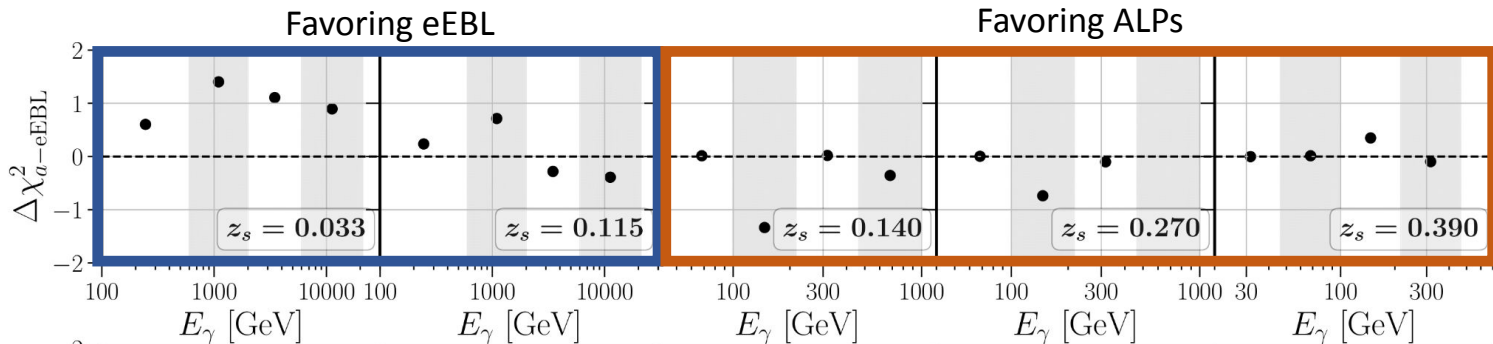 Favoring eEBL
Favoring ALPs
2
1
0
−1
−2
Δχ²ₐ₋ₑEBL
z_s = 0.033
z_s = 0.115
z_s = 0.140
z_s = 0.270
z_s = 0.390
100 1000 10000 100 1000 10000 100 300 1000 100 300 1000 30 100 300
E_γ [GeV] E_γ [GeV] E_γ [GeV] E_γ [GeV] E_γ [GeV]